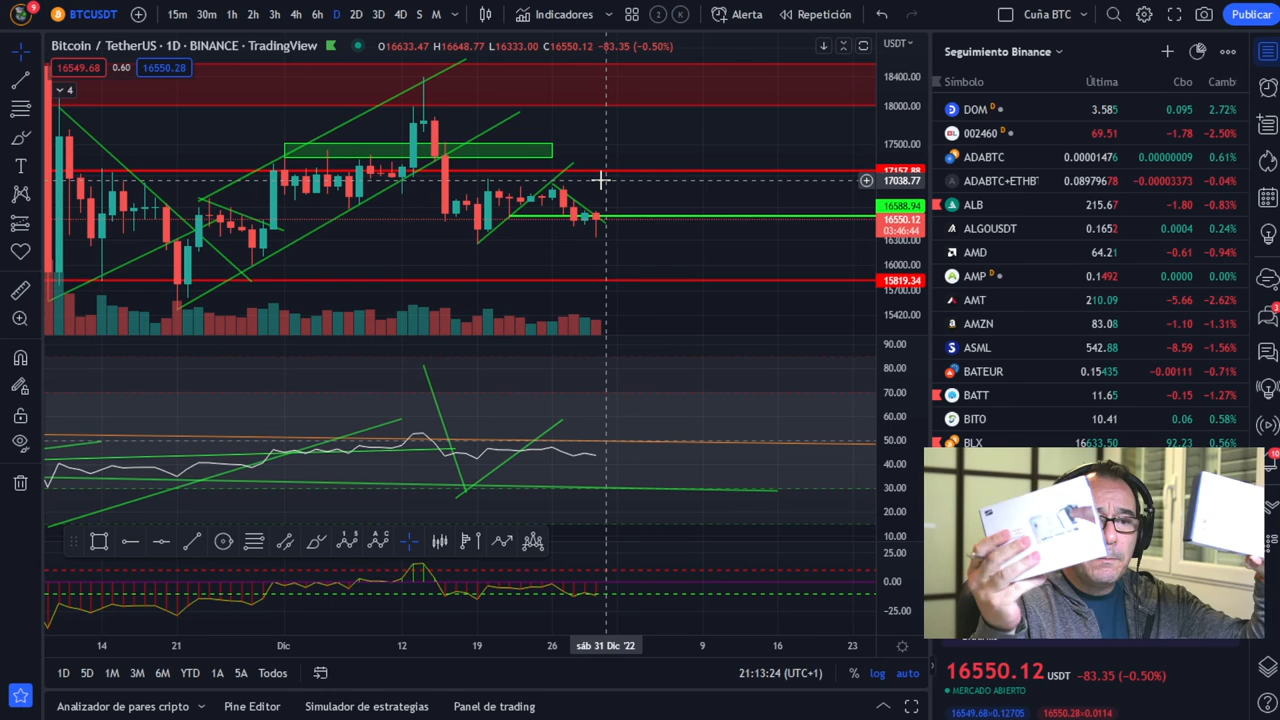 9
BTCUSDT
15m 30m 1h 2h 3h 4h 6h D 2D 3D 4D S M
Indicadores
2 K
Alerta
Repetición
Cuña BTC
Publicar
Bitcoin / TetherUS · 1D · BINANCE · TradingView
O16633.47 H16648.77 L16333.00 C16550.12 −83.35 (−0.50%)
USDT
16549.68 0.60 16550.28
4
18400.00
18000.00
17500.00
17157.88
17038.77
16588.94
16550.12
03:46:44
16300.00
16000.00
15819.34
15700.00
15420.00
90.00
80.00
70.00
60.00
50.00
40.00
30.00
20.00
10.00
25.00
0.00
−25.00
14 21 Dic 12 19 26 sáb 31 Dic '22 9 16 23
1D 5D 1M 3M 6M YTD 1A 5A Todos
21:13:24 (UTC+1) % log auto
Analizador de pares cripto Pine Editor Simulador de estrategias Panel de trading
Seguimiento Binance
Símbolo Última Cbo Camb
DOM D 3.585 0.095 2.72%
002460 D 69.51 −1.78 −2.50%
ADABTC 0.00001476 0.00000009 0.61%
ADABTC+ETHBT 0.08979678 −0.00003373 −0.04%
ALB 215.67 −1.80 −0.83%
ALGOUSDT 0.1652 0.0004 0.24%
AMD 64.21 −0.61 −0.94%
AMP D 0.1492 0.0000 0.00%
AMT 210.09 −5.66 −2.62%
AMZN 83.08 −1.10 −1.31%
ASML 542.88 −8.59 −1.56%
BATEUR 0.15435 −0.00111 −0.71%
BATT 11.65 −0.15 −1.27%
BITO 10.41 0.06 0.58%
BLX 16633.50 92.23 0.56%
3
10
16550.12 USDT −83.35 (−0.50%)
MERCADO ABIERTO
16549.68×0.12705 16550.28×0.0114